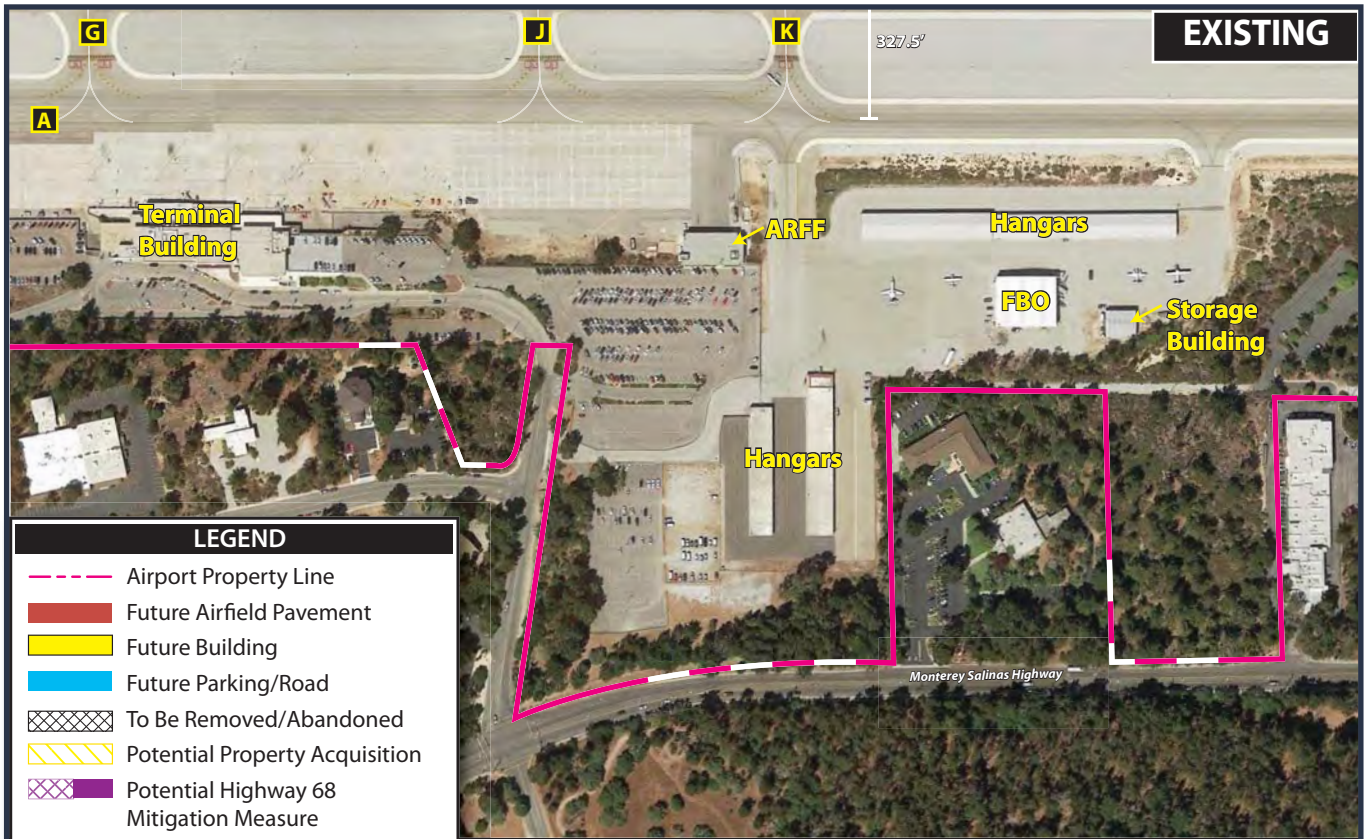 G
J
K
327.5'
EXISTING
A
Terminal
Building
ARFF
Hangars
FBO
Storage
Building
Hangars
Monterey Salinas Highway
LEGEND
Airport Property Line
Future Airfield Pavement
Future Building
Future Parking/Road
To Be Removed/Abandoned
Potential Property Acquisition
Potential Highway 68
Mitigation Measure